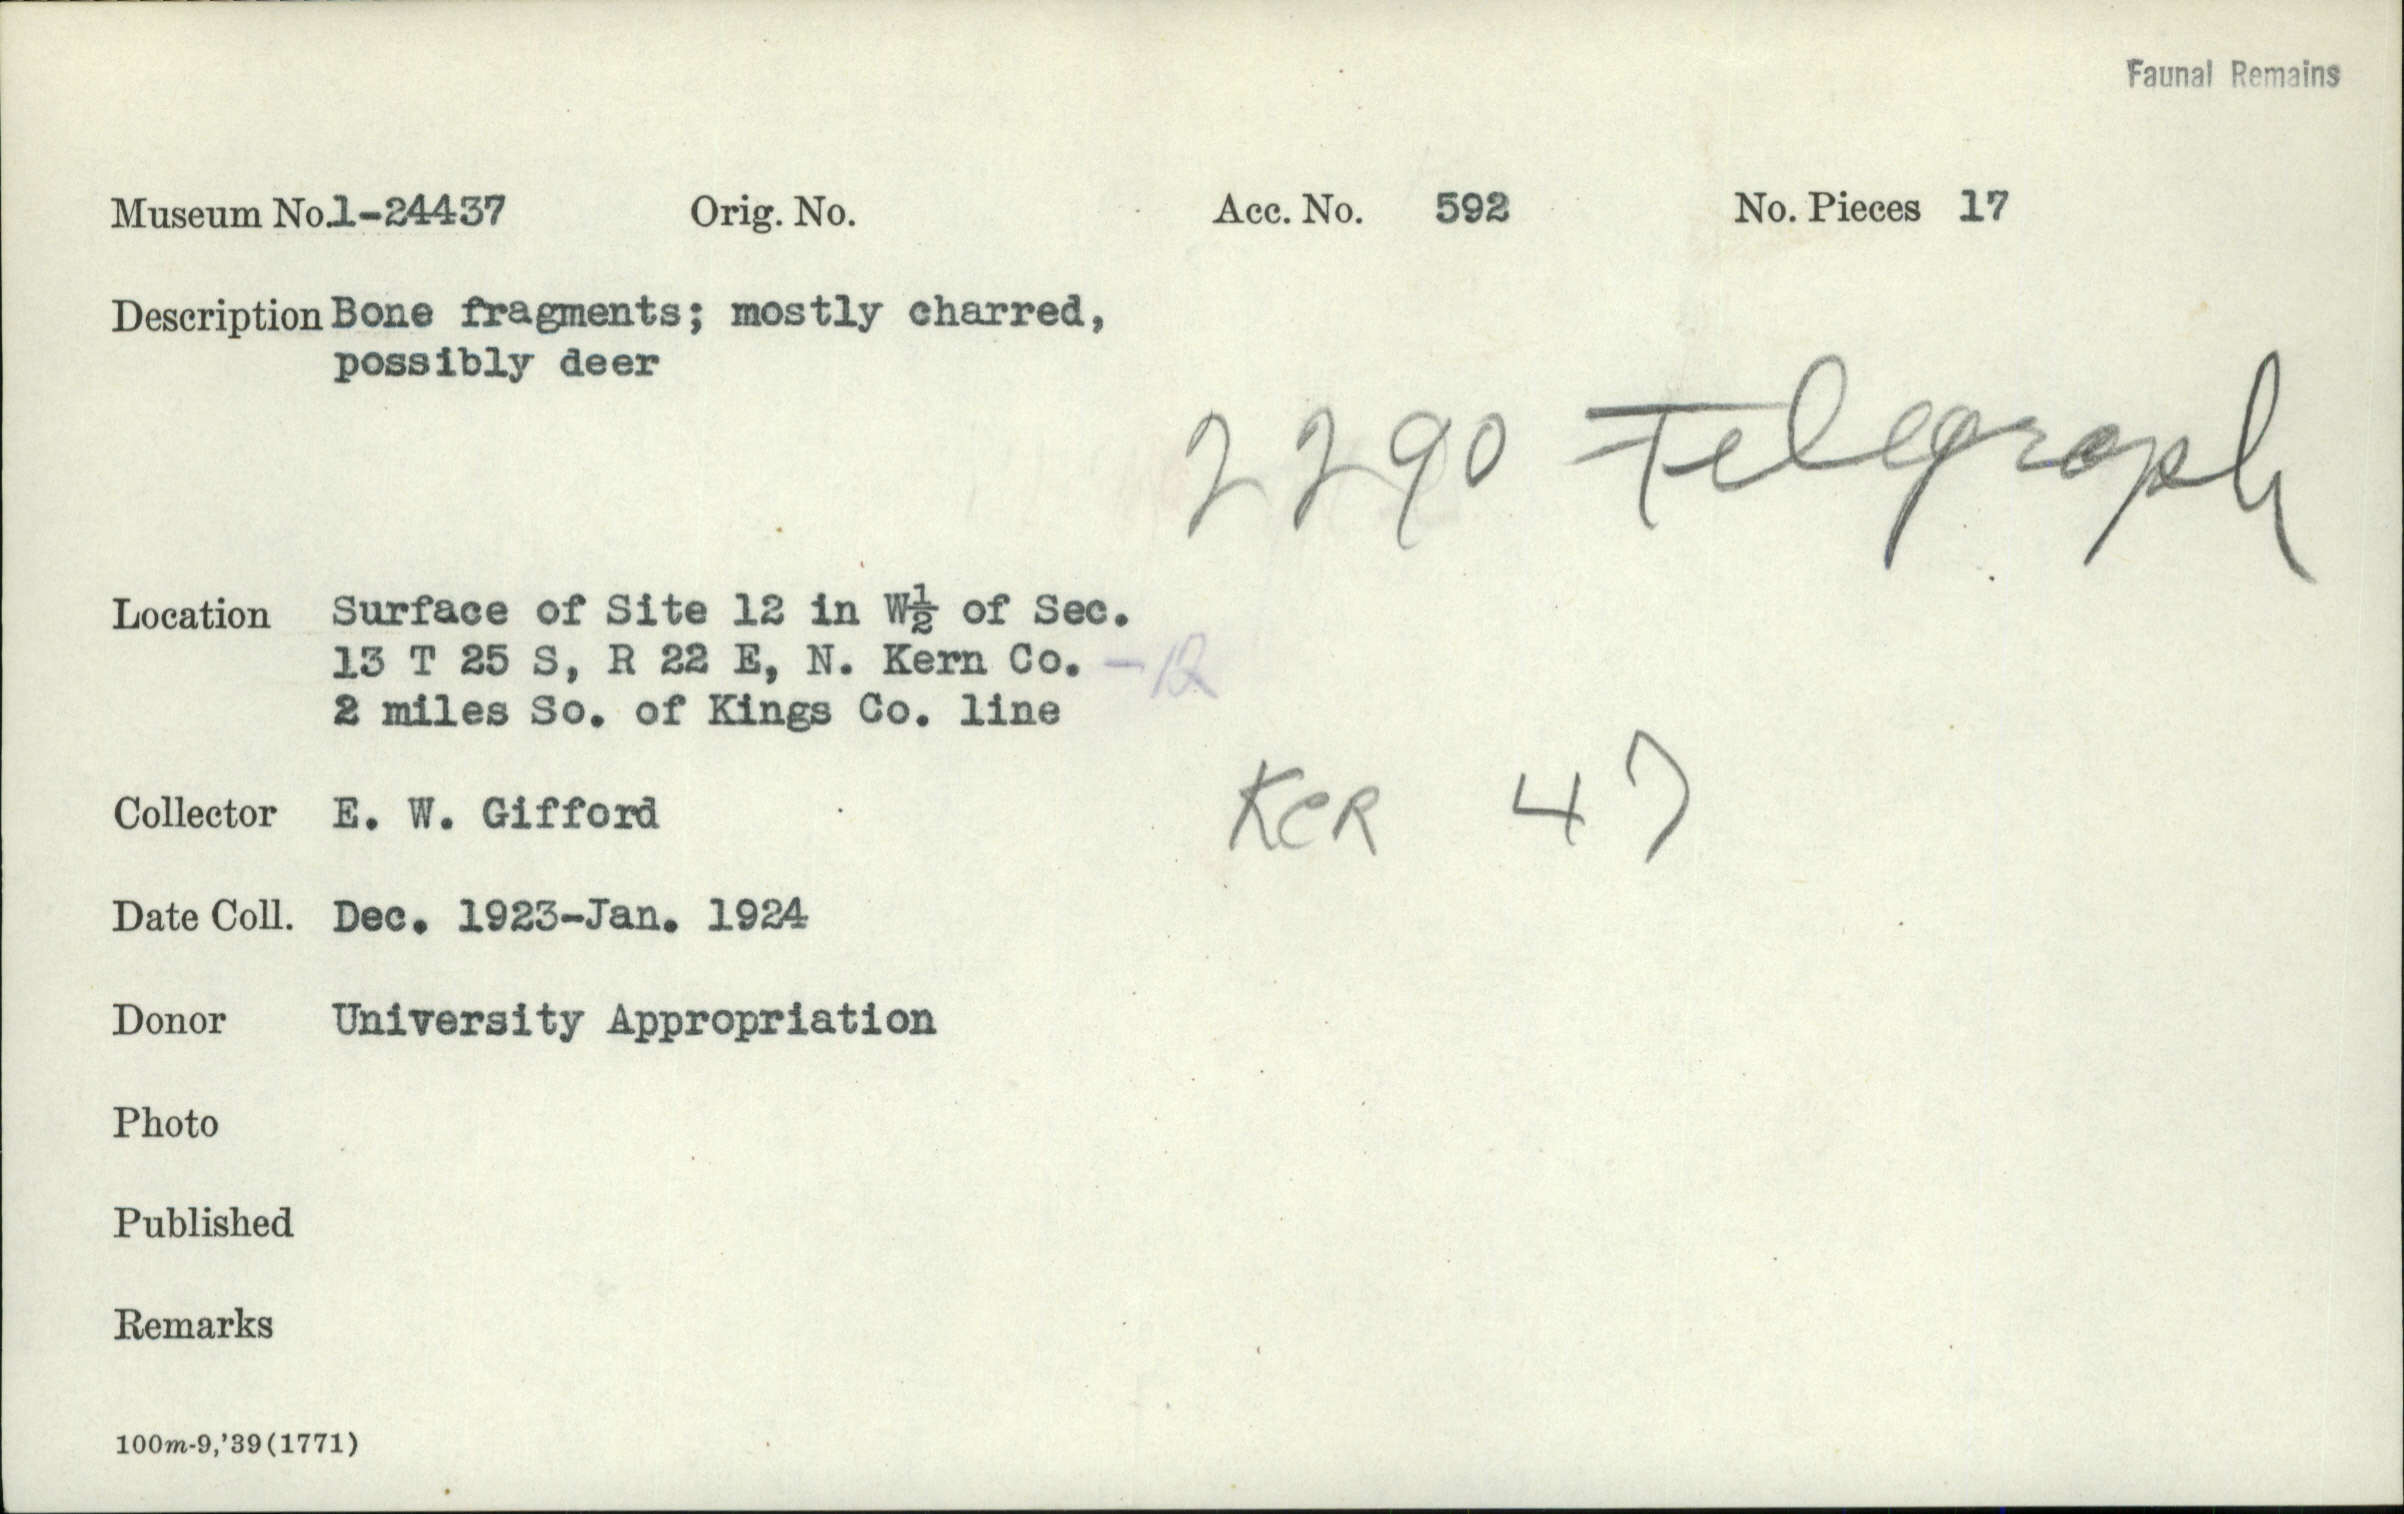 Faunal Remains
Museum No. 1-24437 Orig. No. Acc. No. 592 No. Pieces 17
Description Bone fragments; mostly charred,
possibly deer
2290 Telegraph
Location Surface of Site 12 in W½ of Sec.
13 T 25 S, R 22 E, N. Kern Co. -12
2 miles So. of Kings Co. line
Collector E. W. Gifford
Ker 47
Date Coll. Dec. 1923-Jan. 1924
Donor University Appropriation
Photo
Published
Remarks
100m-9,'39(1771)